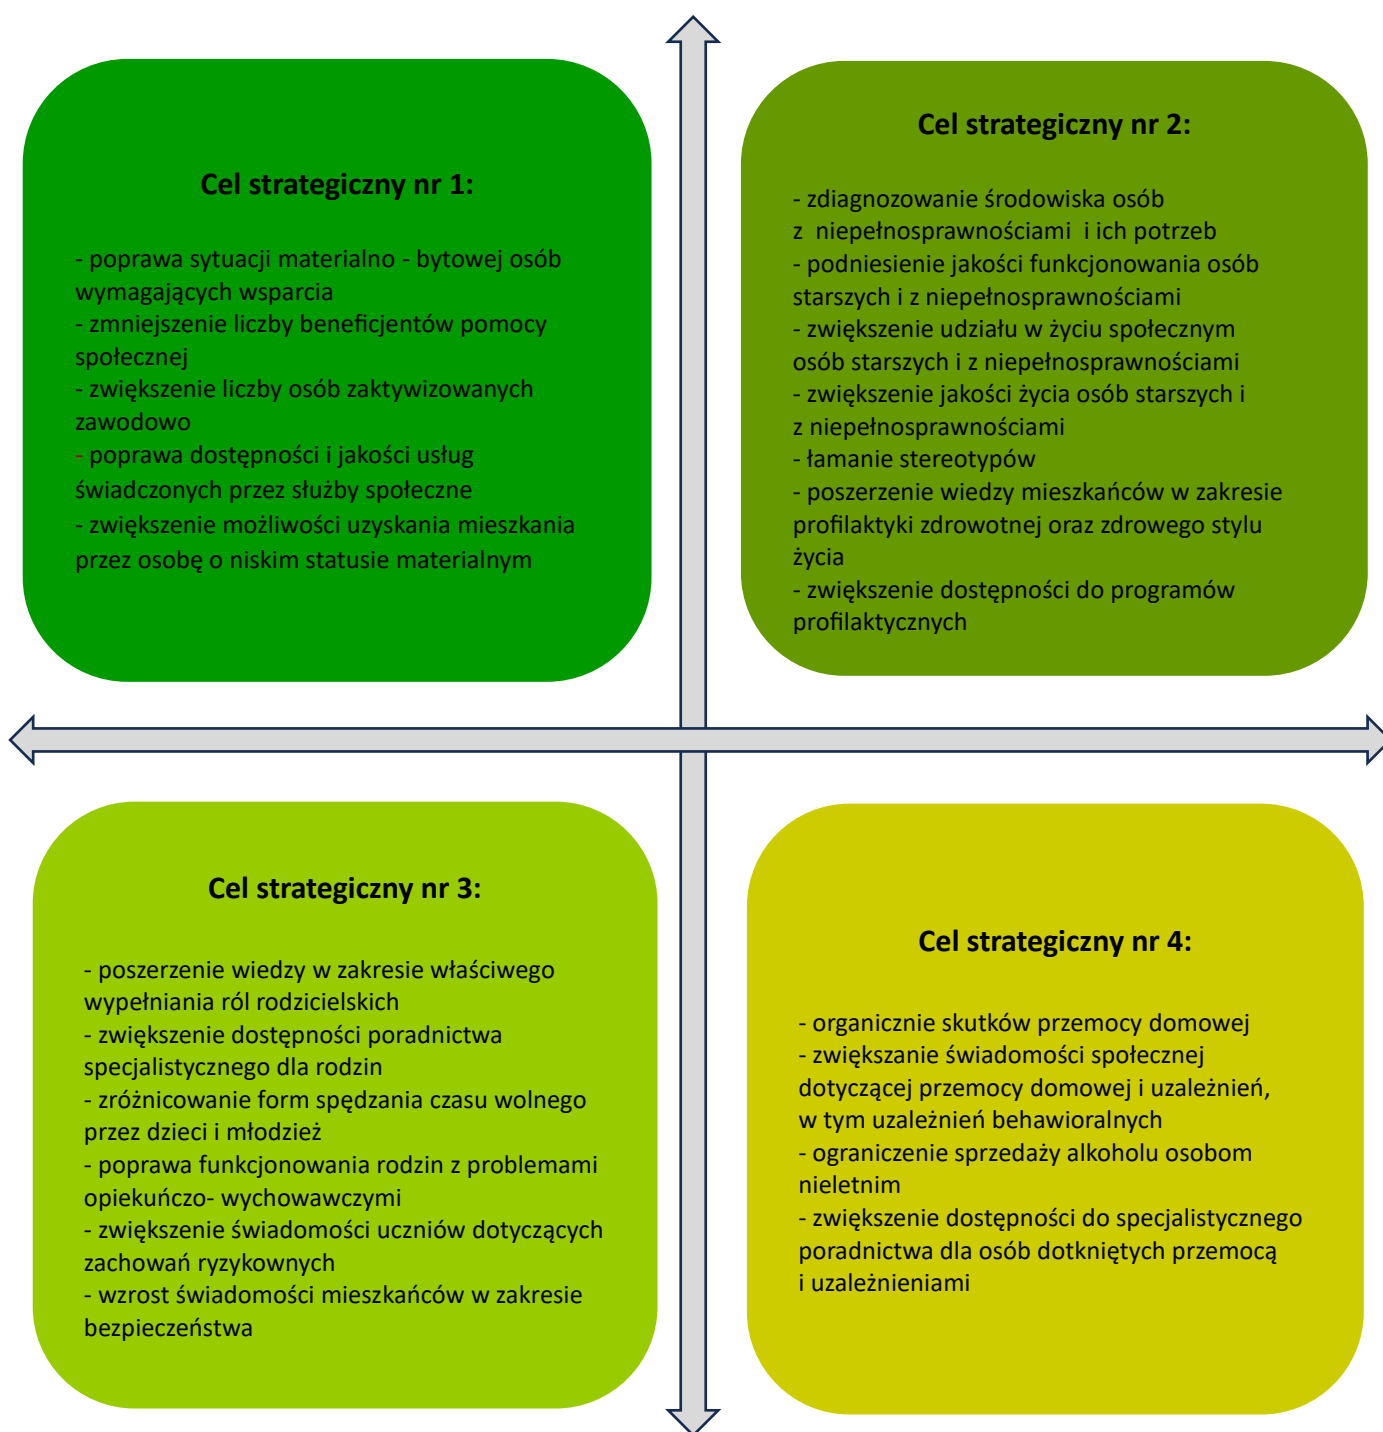 Cel strategiczny nr 1:
- poprawa sytuacji materialno - bytowej osób
wymagających wsparcia
- zmniejszenie liczby beneficjentów pomocy
społecznej
- zwiększenie liczby osób zaktywizowanych
zawodowo
- poprawa dostępności i jakości usług
świadczonych przez służby społeczne
- zwiększenie możliwości uzyskania mieszkania
przez osobę o niskim statusie materialnym
Cel strategiczny nr 2:
- zdiagnozowanie środowiska osób
z niepełnosprawnościami i ich potrzeb
- podniesienie jakości funkcjonowania osób
starszych i z niepełnosprawnościami
- zwiększenie udziału w życiu społecznym
osób starszych i z niepełnosprawnościami
- zwiększenie jakości życia osób starszych i
z niepełnosprawnościami
- łamanie stereotypów
- poszerzenie wiedzy mieszkańców w zakresie
profilaktyki zdrowotnej oraz zdrowego stylu
życia
- zwiększenie dostępności do programów
profilaktycznych
Cel strategiczny nr 3:
- poszerzenie wiedzy w zakresie właściwego
wypełniania ról rodzicielskich
- zwiększenie dostępności poradnictwa
specjalistycznego dla rodzin
- zróżnicowanie form spędzania czasu wolnego
przez dzieci i młodzież
- poprawa funkcjonowania rodzin z problemami
opiekuńczo- wychowawczymi
- zwiększenie świadomości uczniów dotyczących
zachowań ryzykownych
- wzrost świadomości mieszkańców w zakresie
bezpieczeństwa
Cel strategiczny nr 4:
- organicznie skutków przemocy domowej
- zwiększanie świadomości społecznej
dotyczącej przemocy domowej i uzależnień,
w tym uzależnień behawioralnych
- ograniczenie sprzedaży alkoholu osobom
nieletnim
- zwiększenie dostępności do specjalistycznego
poradnictwa dla osób dotkniętych przemocą
i uzależnieniami